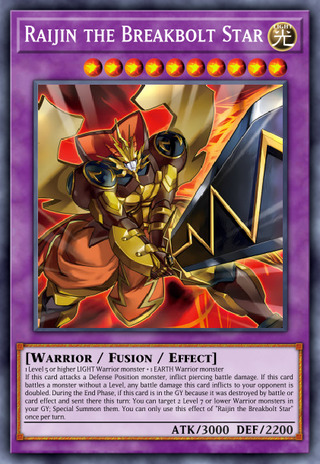 Raijin the Breakbolt Star
LIGHT
光
[Warrior / Fusion / Effect]
1 Level 5 or higher LIGHT Warrior monster + 1 EARTH Warrior monster
If this card attacks a Defense Position monster, inflict piercing battle damage. If this card
battles a monster without a Level, any battle damage this card inflicts to your opponent is
doubled. During the End Phase, if this card is in the GY because it was destroyed by battle or
card effect and sent there this turn: You can target 2 Level 7 or lower Warrior monsters in
your GY; Special Summon them. You can only use this effect of "Raijin the Breakbolt Star"
once per turn.
ATK/3000 DEF/2200